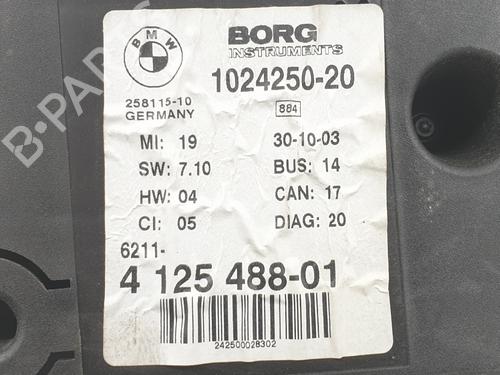 BMW
BORG
INSTRUMENTS
1024250-20
258115-10
GERMANY
884
MI: 19
30-10-03
SW: 7.10
BUS: 14
HW: 04
CAN: 17
CI: 05
DIAG: 20
6211-
4 125 488-01
242500028302
B-PARTS